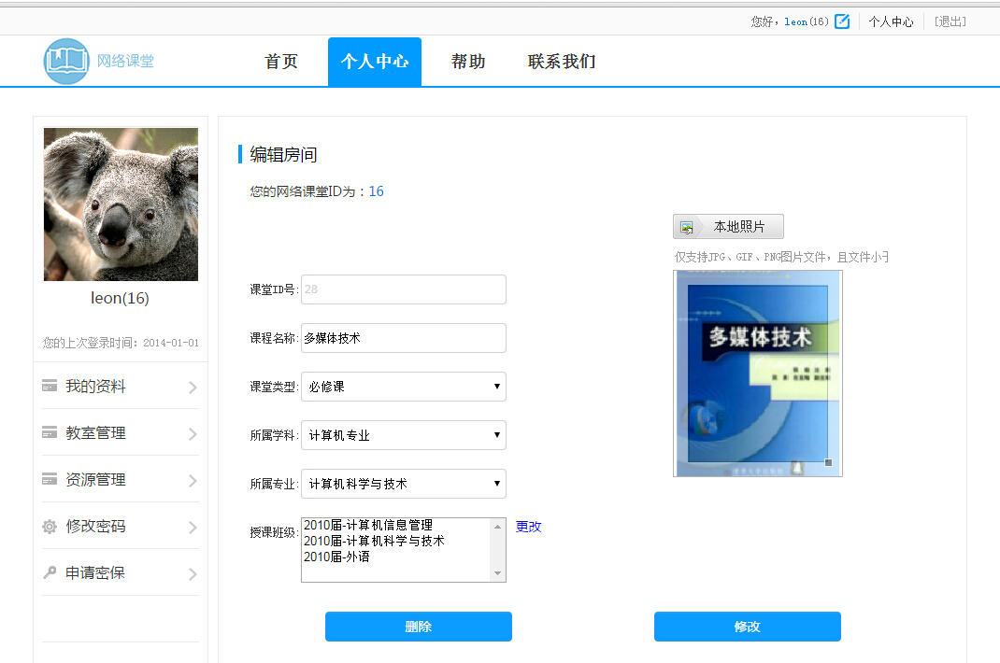 您好，leon(16) 个人中心 [退出]
网络课堂 首页 个人中心 帮助 联系我们
编辑房间
您的网络课堂ID为：16
本地照片
仅支持JPG、GIF、PNG图片文件，且文件小于
leon(16)
您的上次登录时间：2014-01-01
我的资料
教室管理
资源管理
修改密码
申请密保
课堂ID号: 28
课程名称: 多媒体技术
课堂类型: 必修课
所属学科: 计算机专业
所属专业: 计算机科学与技术
授课班级: 2010届-计算机信息管理
2010届-计算机科学与技术
2010届-外语
更改
多媒体技术
删除 修改